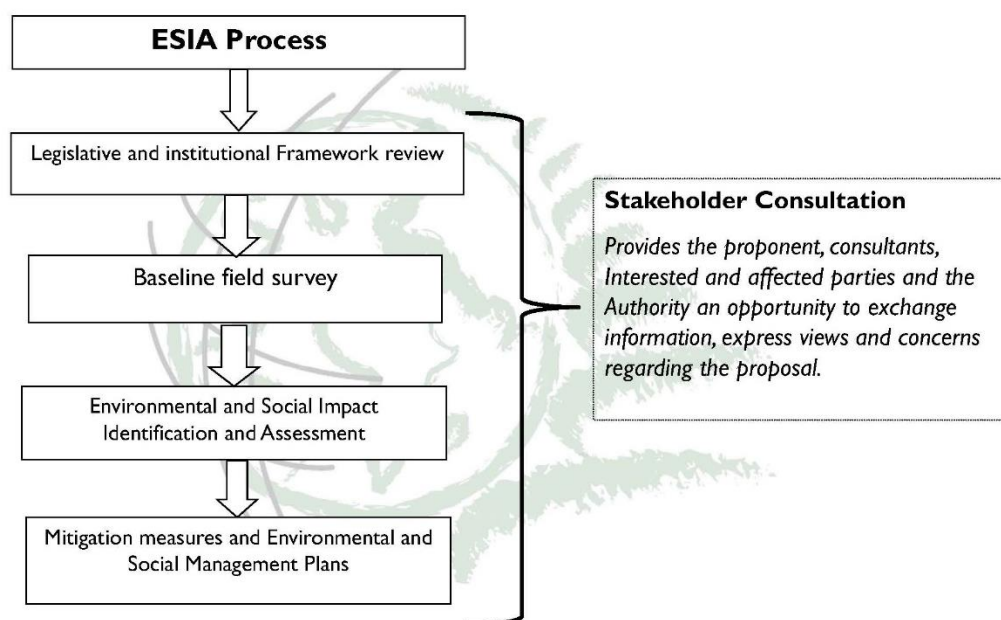 ESIA Process
Legislative and institutional Framework review
Baseline field survey
Environmental and Social Impact
Identification and Assessment
Mitigation measures and Environmental and
Social Management Plans
Stakeholder Consultation
Provides the proponent, consultants,
Interested and affected parties and the
Authority an opportunity to exchange
information, express views and concerns
regarding the proposal.